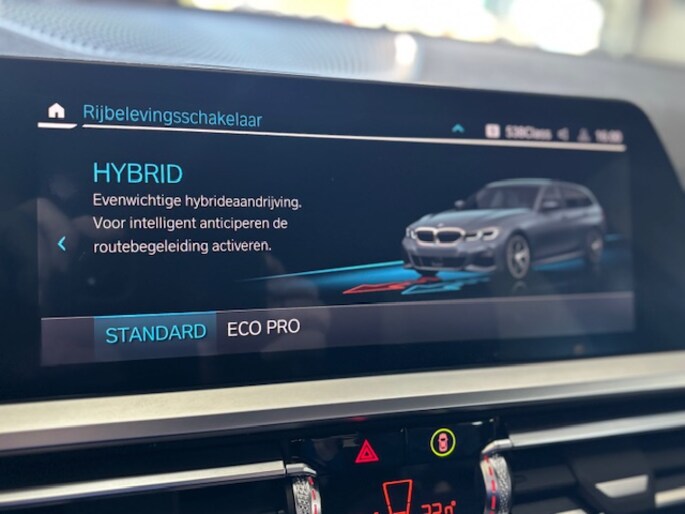 Rijbelevingsschakelaar
HYBRID
Evenwichtige hybrideaandrijving.
Voor intelligent anticiperen de
routebegeleiding activeren.
STANDARD ECO PRO